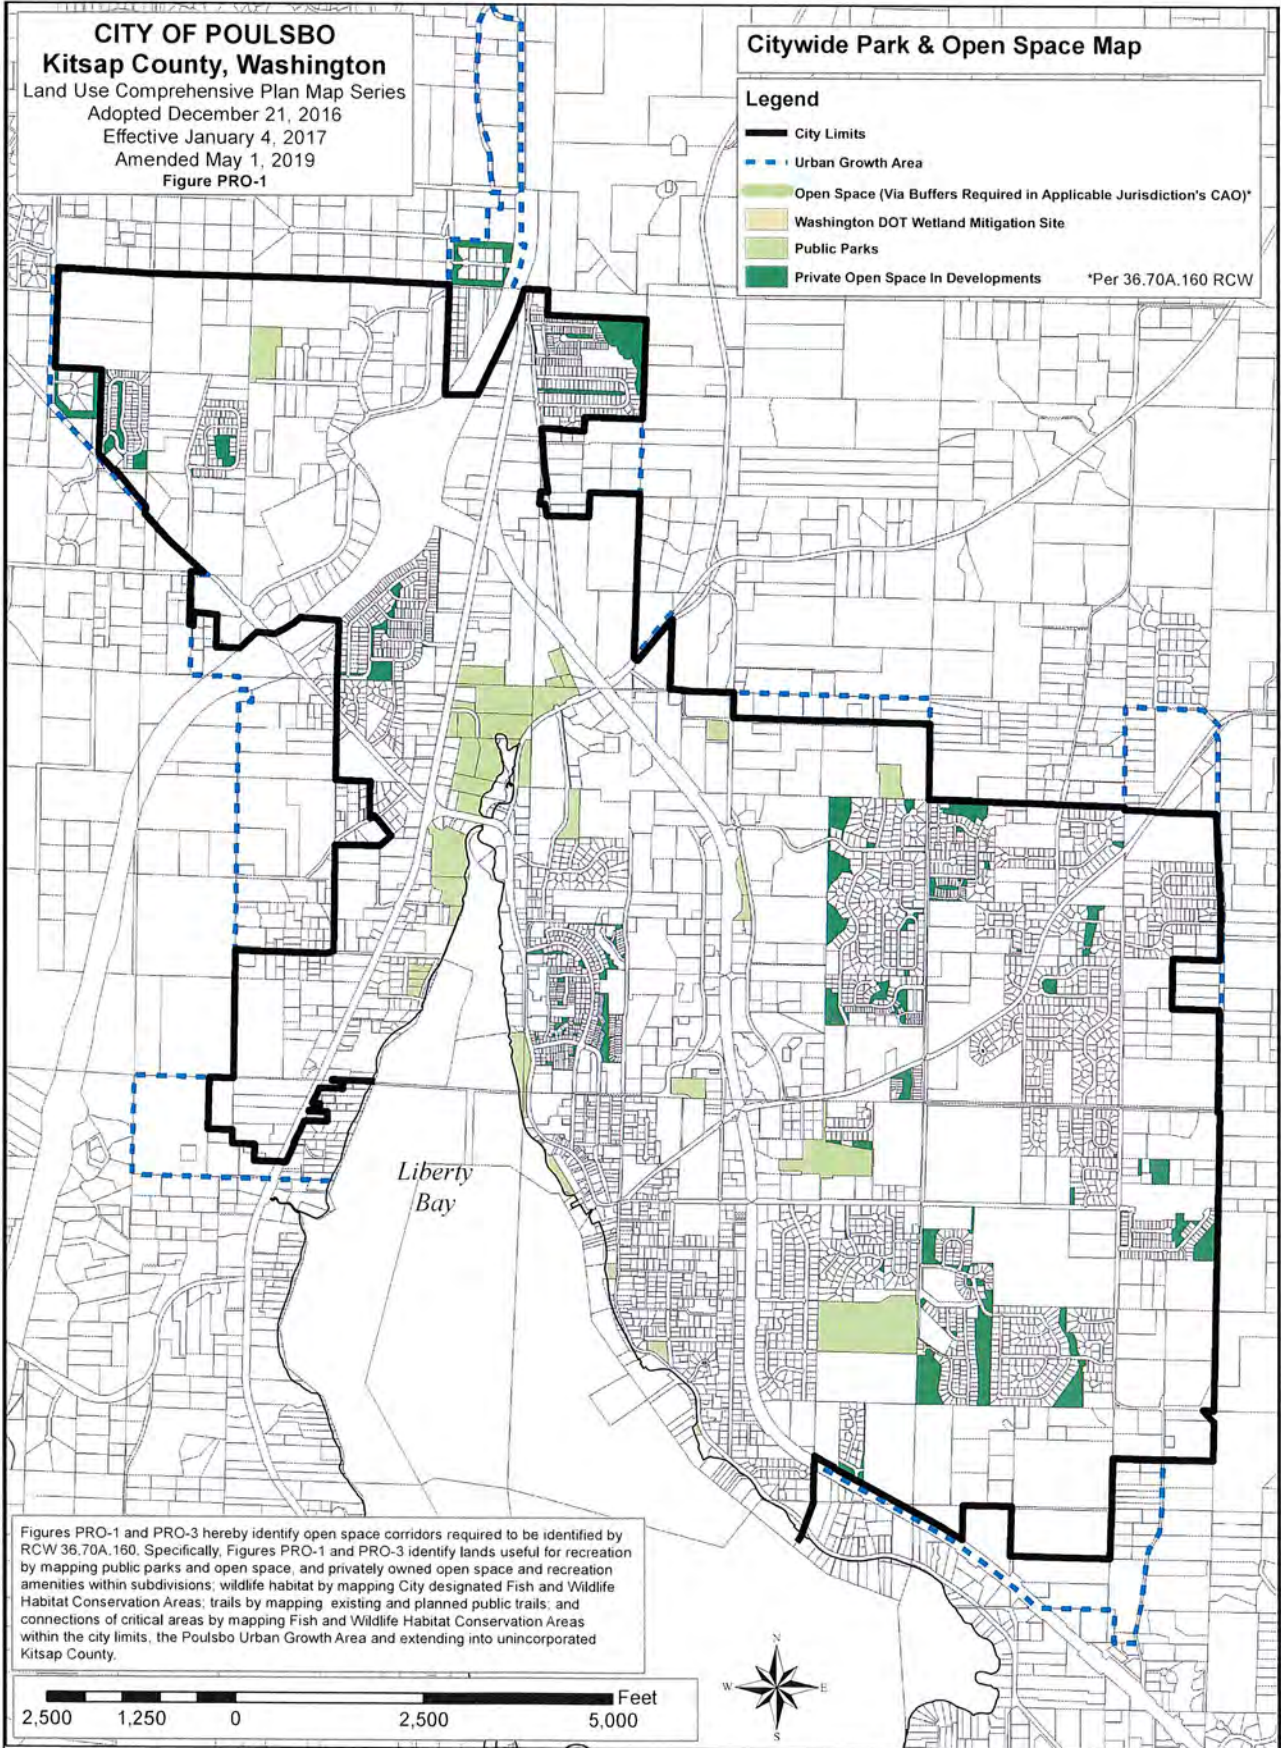 CITY OF POULSBO
Kitsap County, Washington
Land Use Comprehensive Plan Map Series
Adopted December 21, 2016
Effective January 4, 2017
Amended May 1, 2019
Figure PRO-1
Citywide Park & Open Space Map
Legend
City Limits
Urban Growth Area
Open Space (Via Buffers Required in Applicable Jurisdiction's CAO)*
Washington DOT Wetland Mitigation Site
Public Parks
Private Open Space In Developments *Per 36.70A.160 RCW
Liberty
Bay
Figures PRO-1 and PRO-3 hereby identify open space corridors required to be identified by
RCW 36.70A.160. Specifically, Figures PRO-1 and PRO-3 identify lands useful for recreation
by mapping public parks and open space, and privately owned open space and recreation
amenities within subdivisions; wildlife habitat by mapping City designated Fish and Wildlife
Habitat Conservation Areas; trails by mapping existing and planned public trails; and
connections of critical areas by mapping Fish and Wildlife Habitat Conservation Areas
within the city limits, the Poulsbo Urban Growth Area and extending into unincorporated
Kitsap County.
Feet
2,500 1,250 0 2,500 5,000
N
W E
S